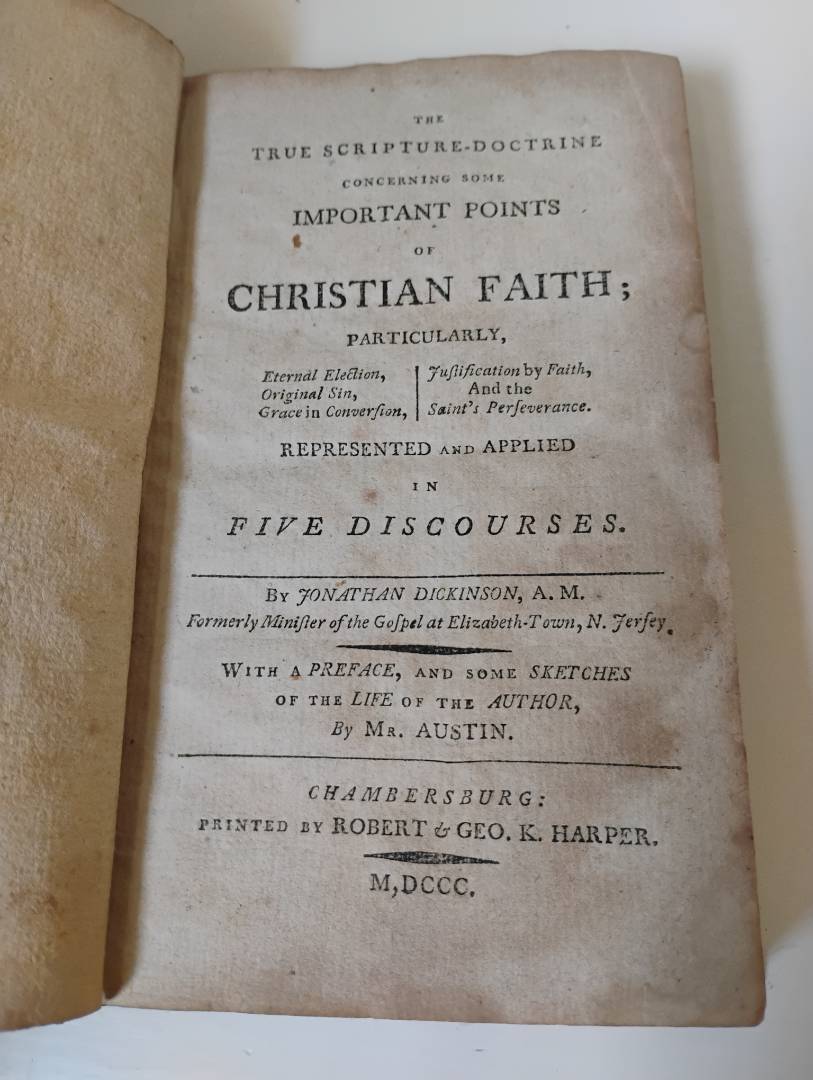 THE
TRUE SCRIPTURE-DOCTRINE
CONCERNING SOME
IMPORTANT POINTS
OF
CHRISTIAN FAITH;
PARTICULARLY,
Eternal Election, | Juſtification by Faith,
Original Sin, | And the
Grace in Converſion, | Saint's Perſeverance.
REPRESENTED AND APPLIED
IN
FIVE DISCOURSES.
BY JONATHAN DICKINSON, A. M.
Formerly Miniſter of the Goſpel at Elizabeth-Town, N. Jerſey.
WITH A PREFACE, AND SOME SKETCHES
OF THE LIFE OF THE AUTHOR,
By MR. AUSTIN.
CHAMBERSBURG:
PRINTED BY ROBERT & GEO. K. HARPER.
M,DCCC.